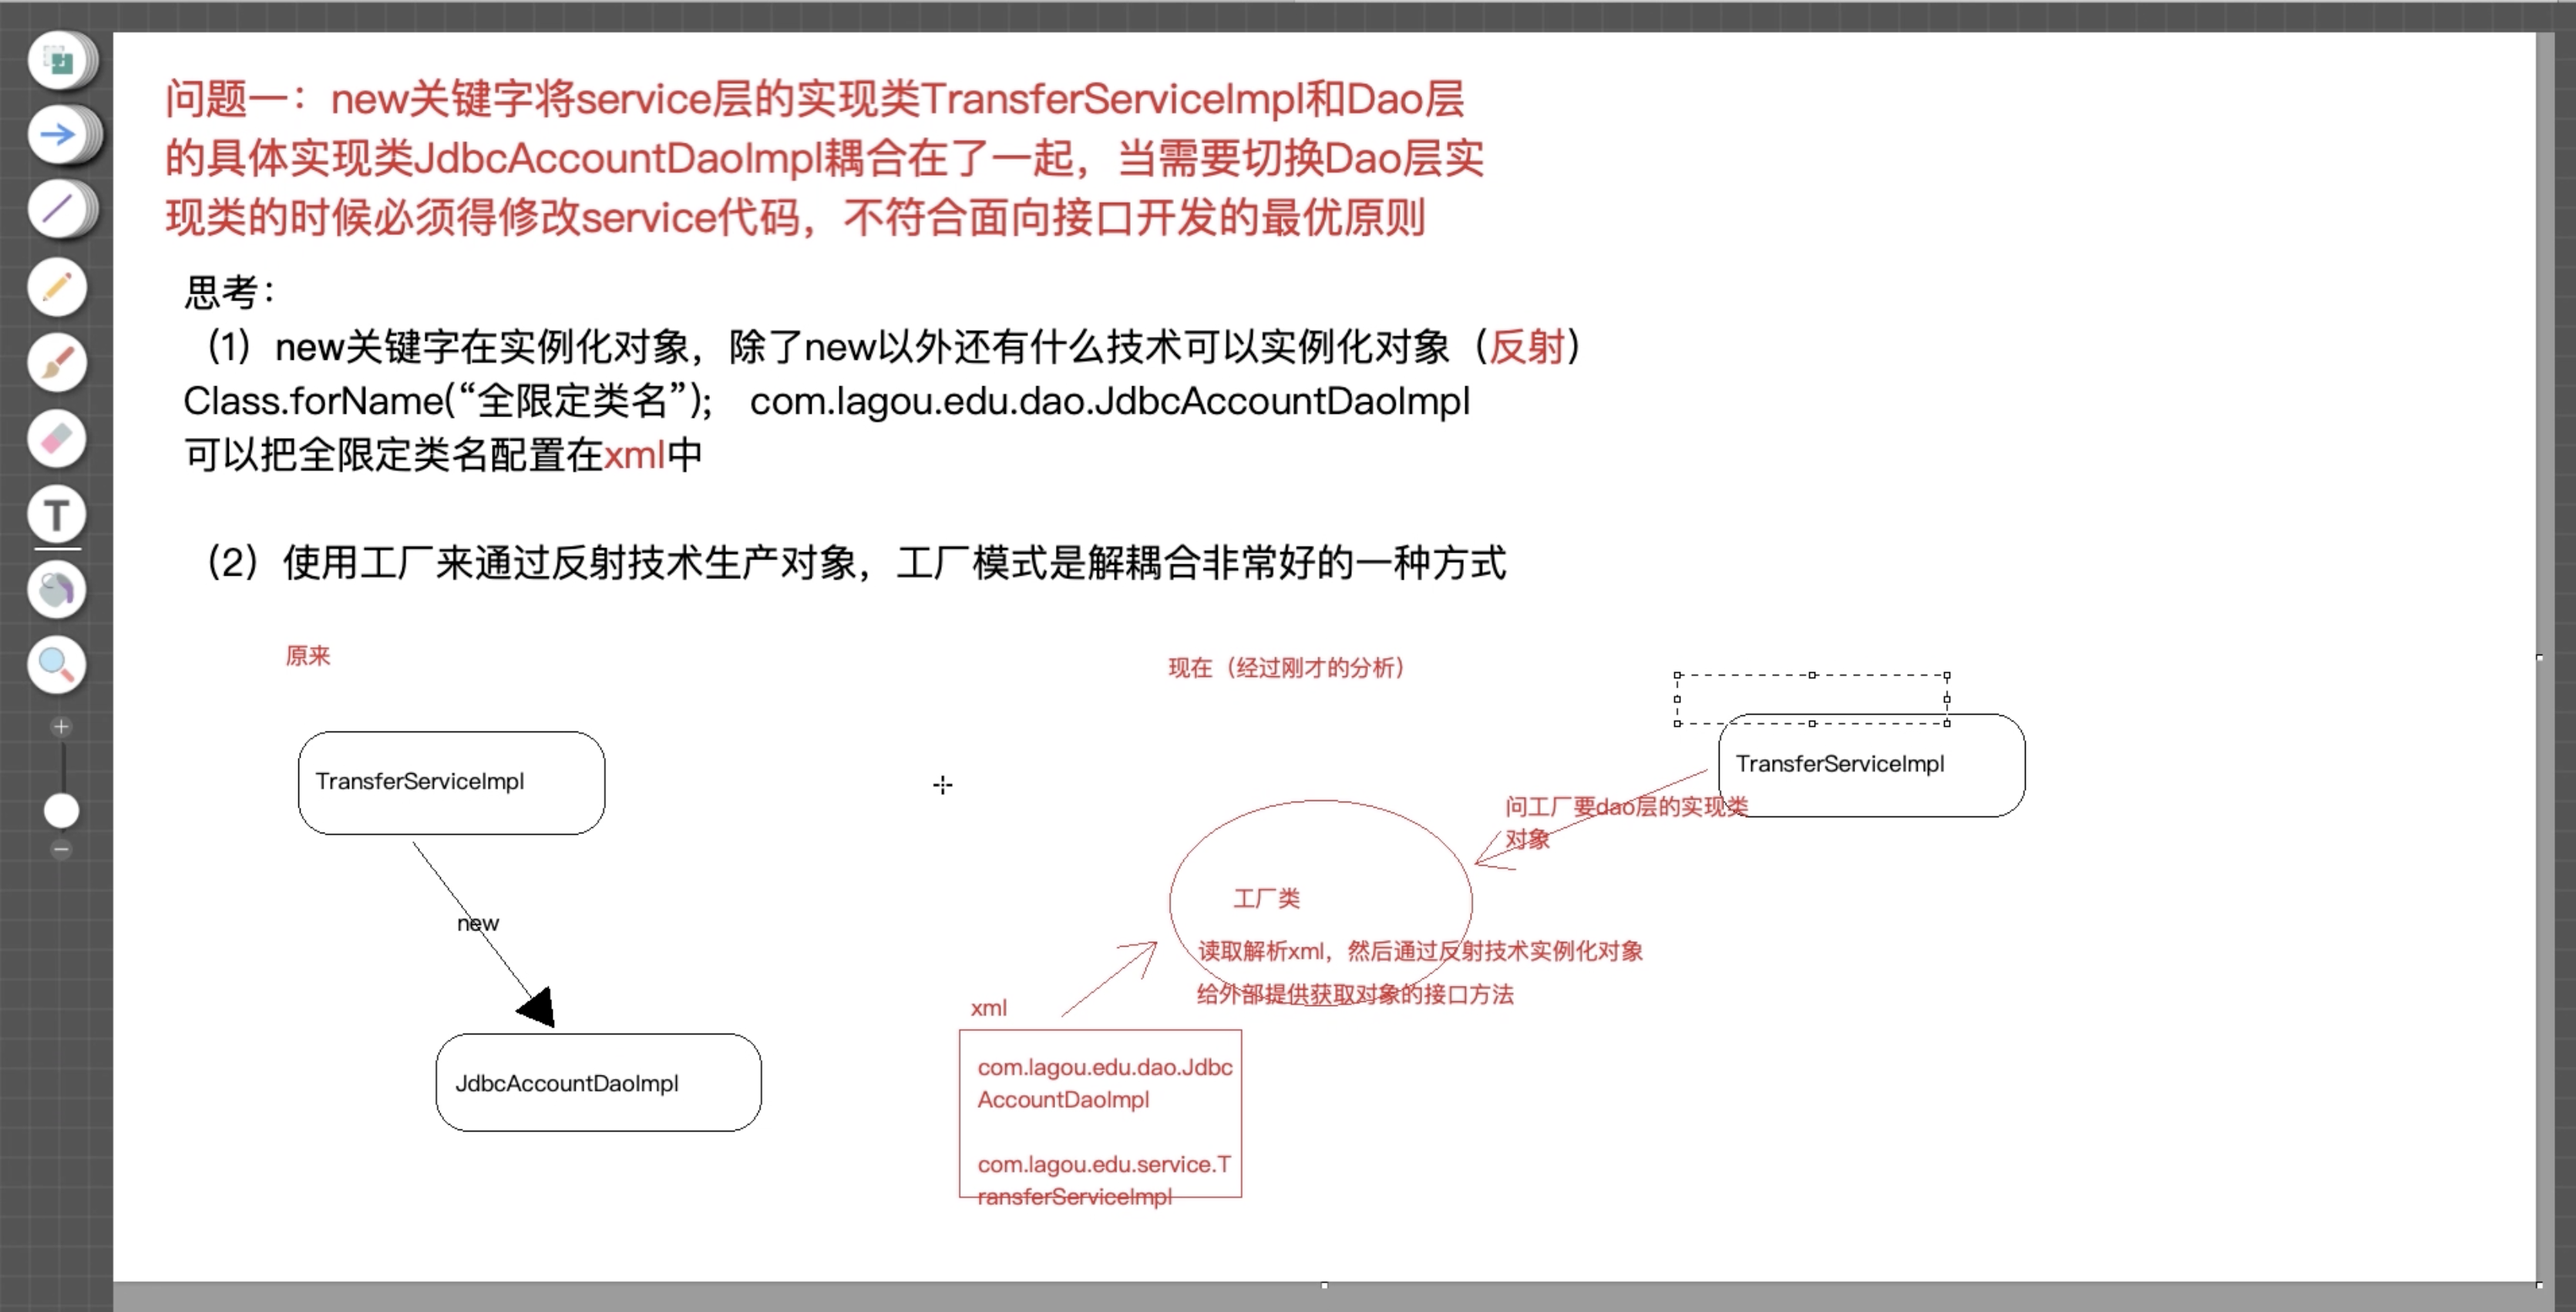 问题一：new关键字将service层的实现类TransferServiceImpl和Dao层
的具体实现类JdbcAccountDaoImpl耦合在了一起，当需要切换Dao层实
现类的时候必须得修改service代码，不符合面向接口开发的最优原则
思考：
（1）new关键字在实例化对象，除了new以外还有什么技术可以实例化对象（反射）
Class.forName(“全限定类名”);    com.lagou.edu.dao.JdbcAccountDaoImpl
可以把全限定类名配置在xml中
（2）使用工厂来通过反射技术生产对象，工厂模式是解耦合非常好的一种方式
原来
TransferServiceImpl
new
JdbcAccountDaoImpl
现在（经过刚才的分析）
TransferServiceImpl
问工厂要dao层的实现类
对象
工厂类
读取解析xml，然后通过反射技术实例化对象
给外部提供获取对象的接口方法
xml
com.lagou.edu.dao.Jdbc
AccountDaoImpl
com.lagou.edu.service.T
ransferServiceImpl
T